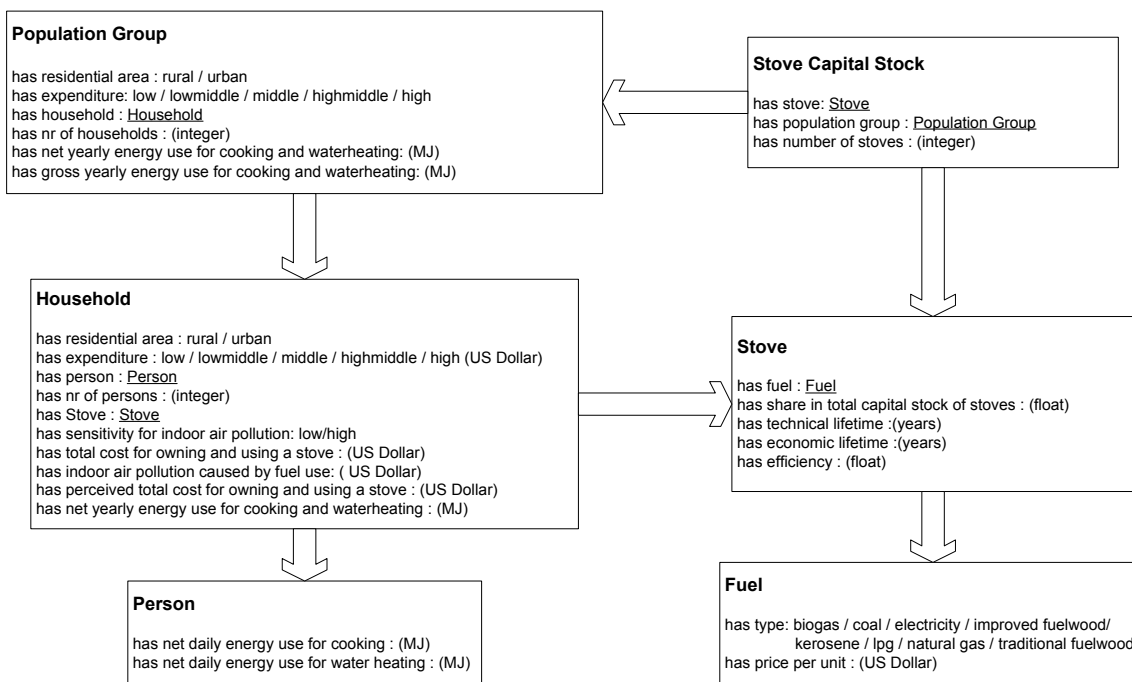 Population Group
has residential area : rural / urban
has expenditure: low / lowmiddle / middle / highmiddle / high
has household : Household
has nr of households : (integer)
has net yearly energy use for cooking and waterheating: (MJ)
has gross yearly energy use for cooking and waterheating: (MJ)
Stove Capital Stock
has stove: Stove
has population group : Population Group
has number of stoves : (integer)
Household
has residential area : rural / urban
has expenditure : low / lowmiddle / middle / highmiddle / high (US Dollar)
has person : Person
has nr of persons : (integer)
has Stove : Stove
has sensitivity for indoor air pollution: low/high
has total cost for owning and using a stove : (US Dollar)
has indoor air pollution caused by fuel use: ( US Dollar)
has perceived total cost for owning and using a stove : (US Dollar)
has net yearly energy use for cooking and waterheating : (MJ)
Stove
has fuel : Fuel
has share in total capital stock of stoves : (float)
has technical lifetime :(years)
has economic lifetime :(years)
has efficiency : (float)
Person
has net daily energy use for cooking : (MJ)
has net daily energy use for water heating : (MJ)
Fuel
has type: biogas / coal / electricity / improved fuelwood/
kerosene / lpg / natural gas / traditional fuelwood
has price per unit : (US Dollar)